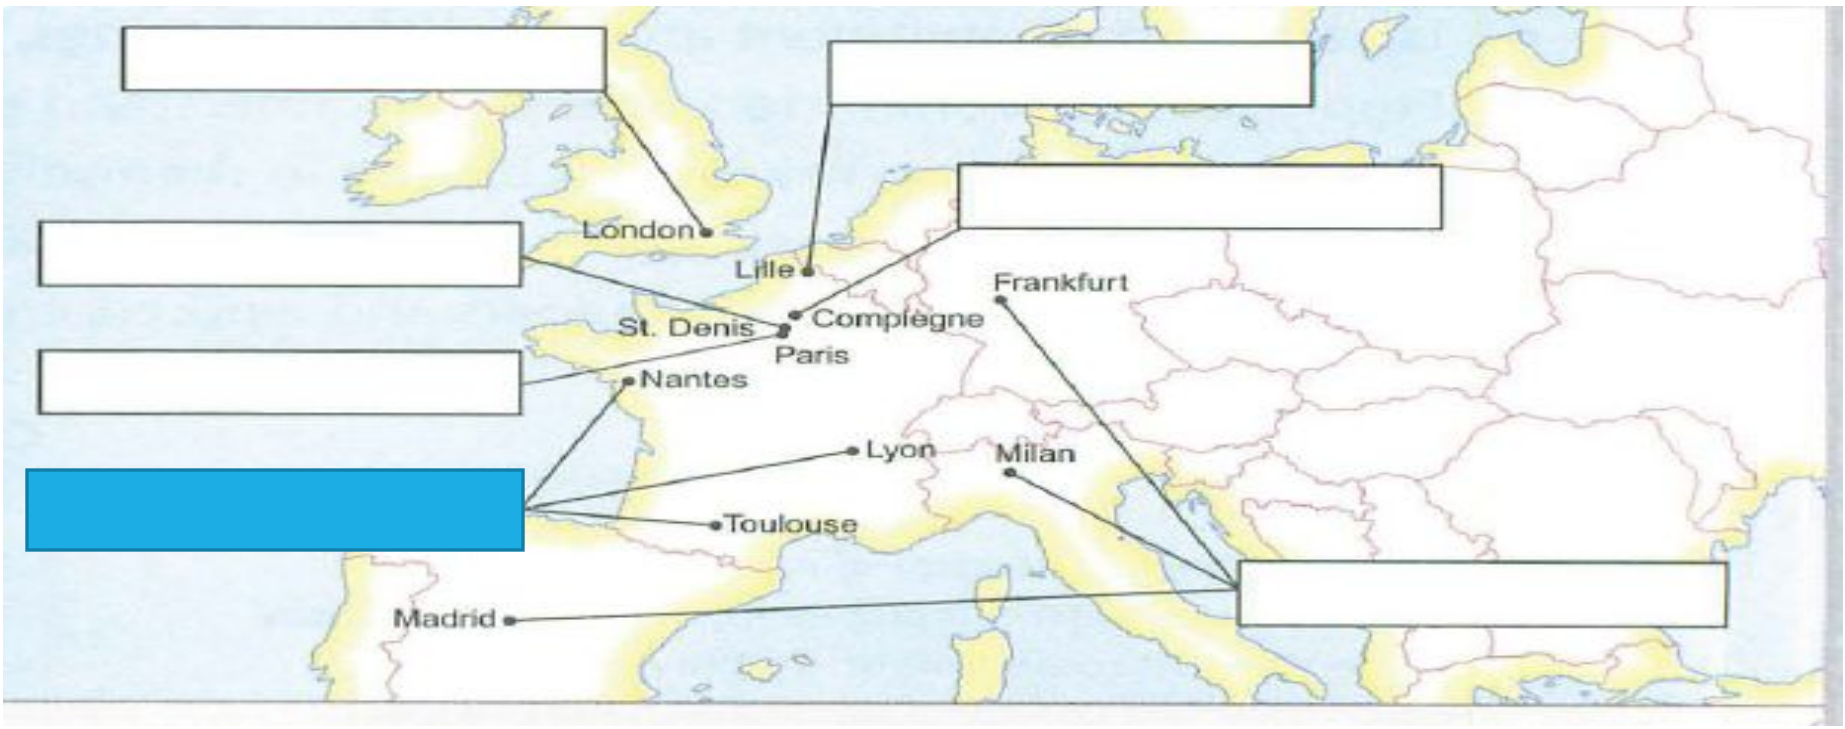 London
Lille
Frankfurt
St. Denis
Compiegne
Paris
Nantes
Lyon
Milan
Toulouse
Madrid